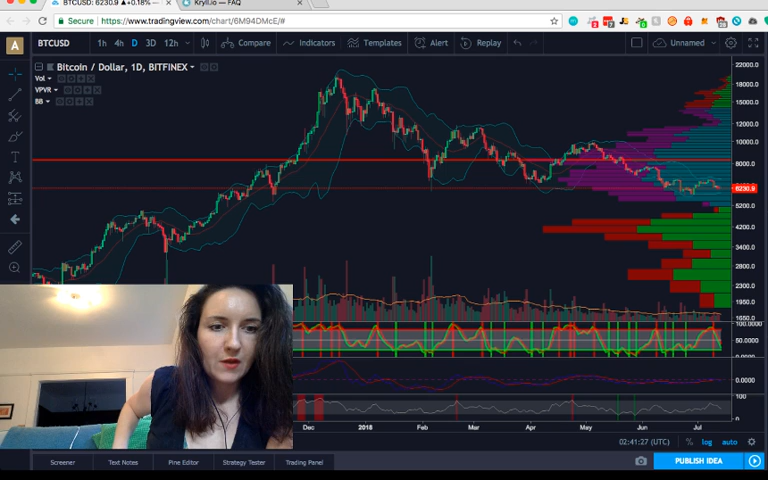 BTCUSD: 6230.9 ▲+0.18%
Kryll.io — FAQ
Secure
https://www.tradingview.com/chart/6M94DMcE/#
BTCUSD 1h 4h D 3D 12h Compare Indicators Templates Alert Replay Unnamed
Bitcoin / Dollar, 1D, BITFINEX
Vol
VPVR
BB
22000.0
18000.0
15000.0
12000.0
10000.0
8000.0
6230.9
5200.0
4200.0
3400.0
2800.0
2300.0
1950.0
1650.0
100.0000
50.0000
0.0000
0.0000
100
0
Dec 2018 Feb Mar Apr May Jun Jul
02:41:27 (UTC) % log auto
Screener Text Notes Pine Editor Strategy Tester Trading Panel PUBLISH IDEA